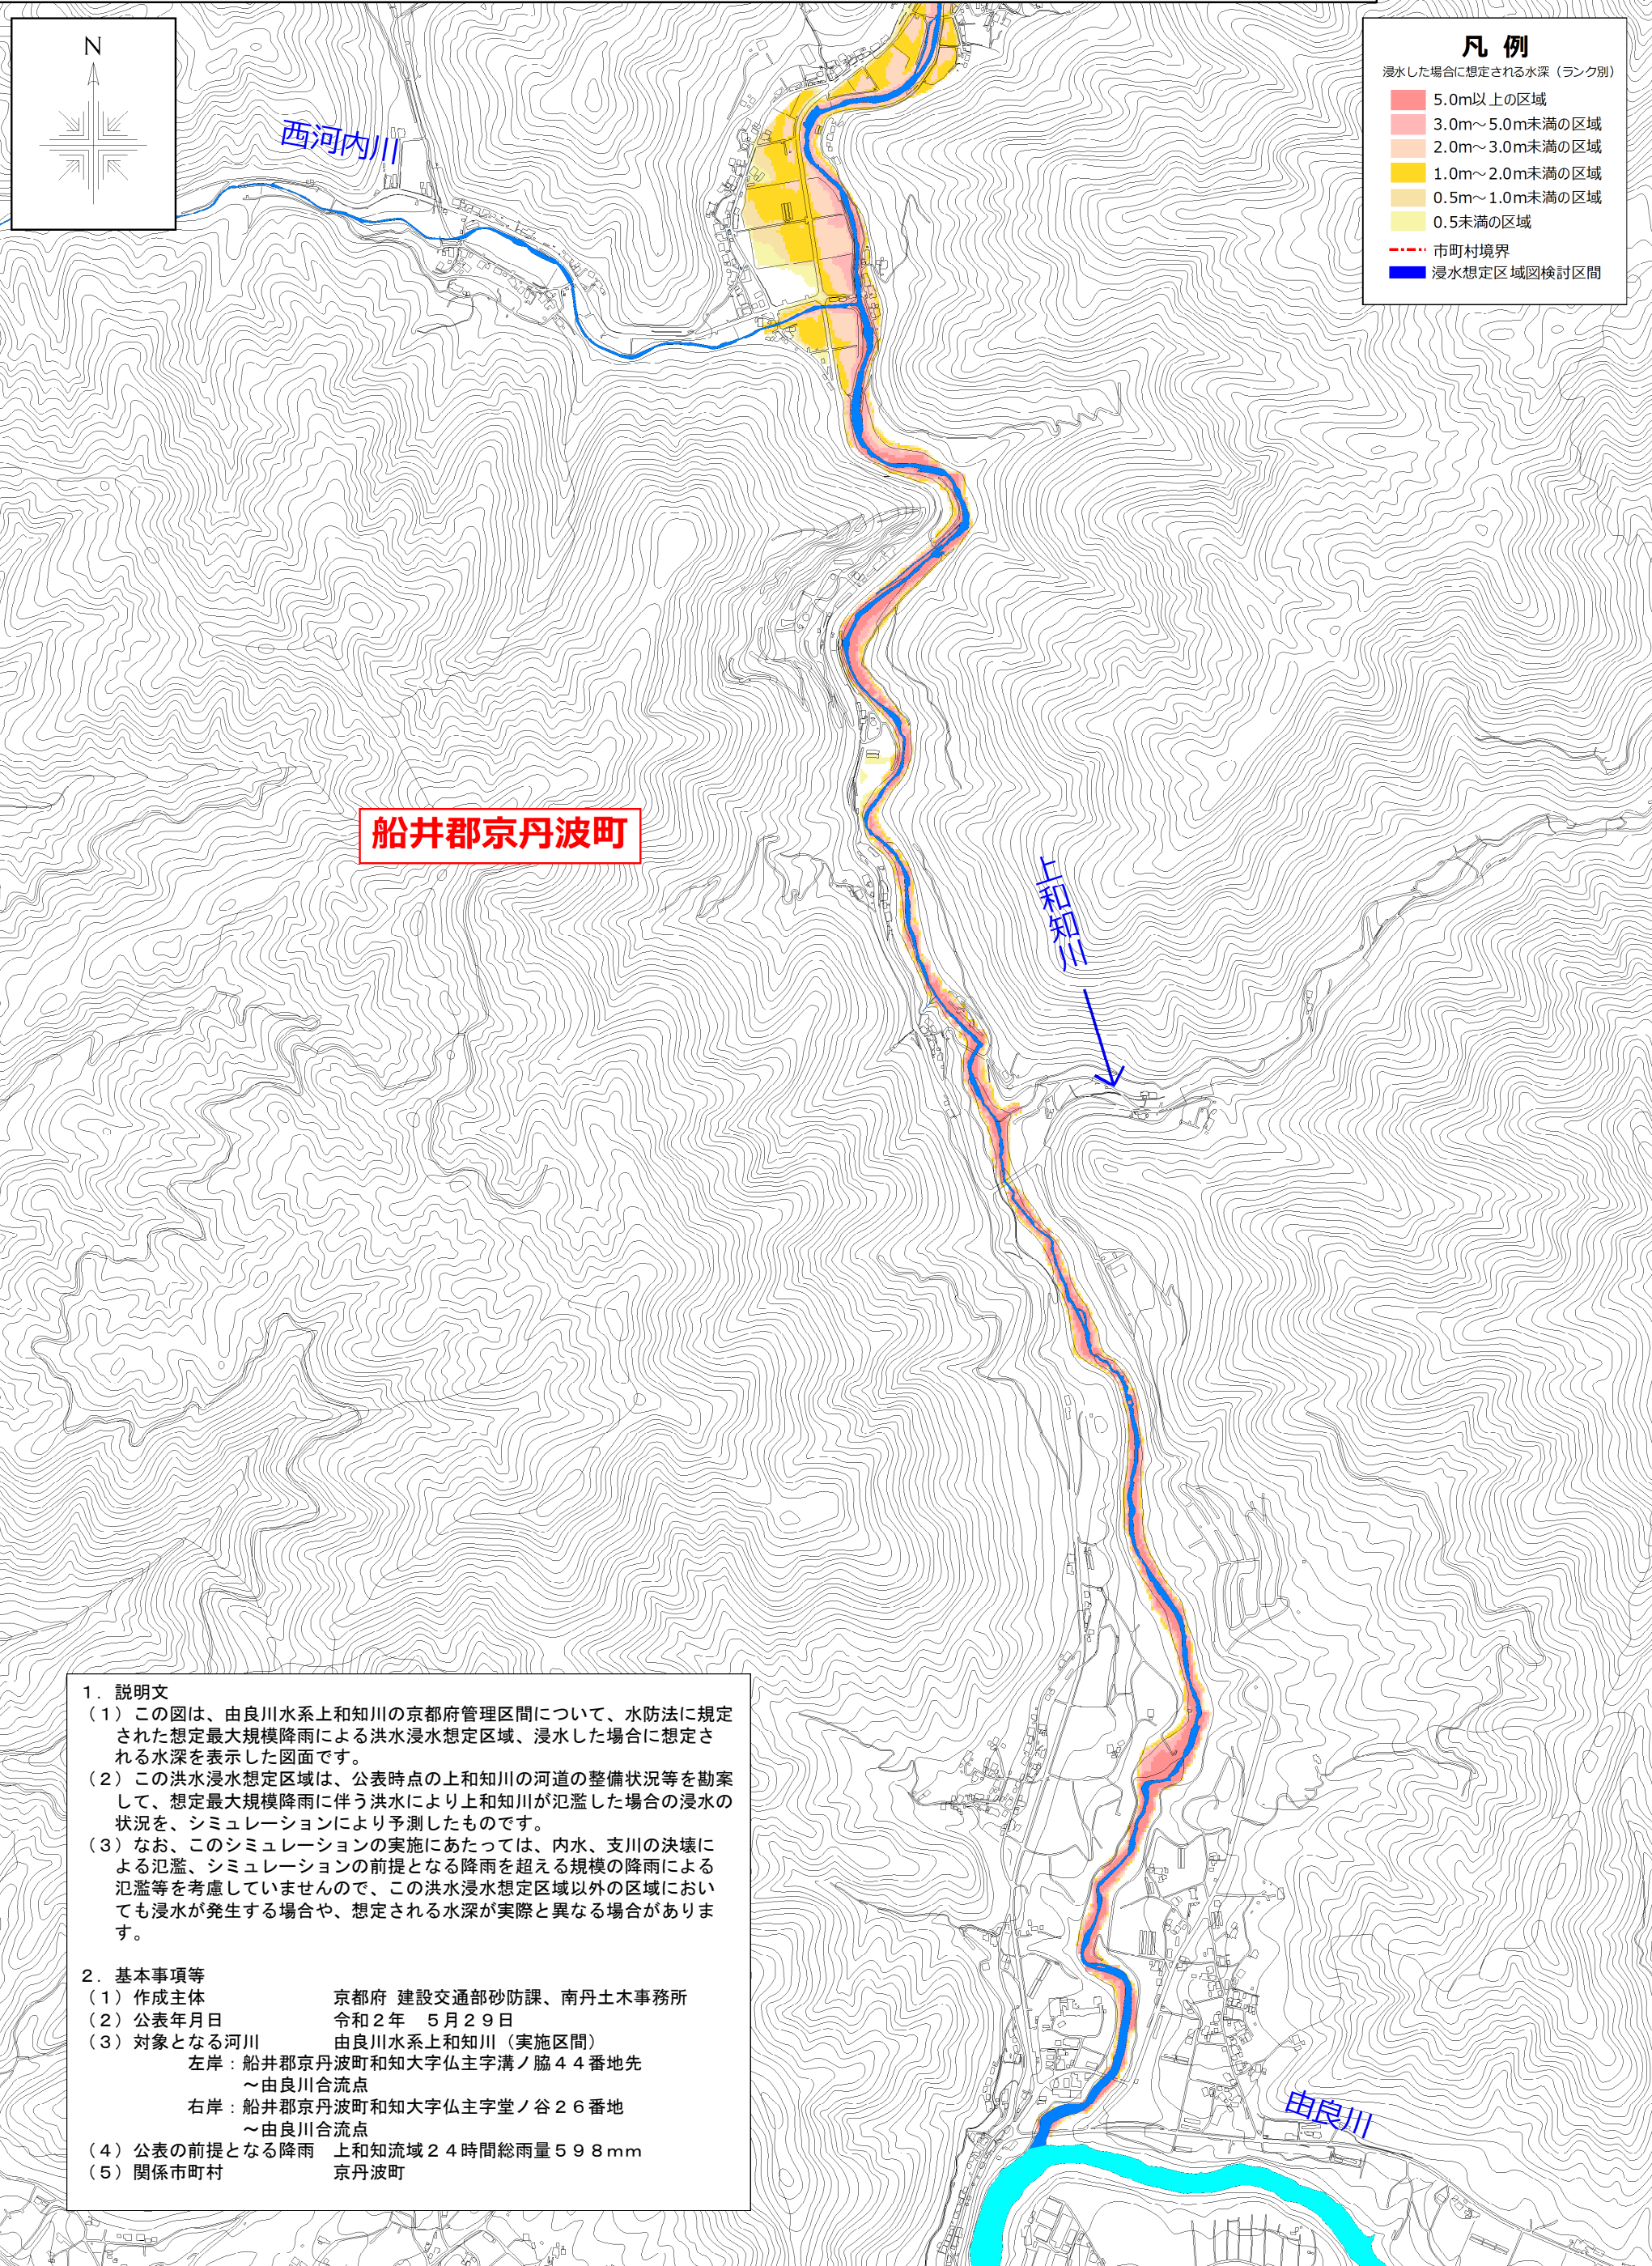 N
凡 例
浸水した場合に想定される水深（ランク別）
5.0m以上の区域
3.0m～5.0m未満の区域
2.0m～3.0m未満の区域
1.0m～2.0m未満の区域
0.5m～1.0m未満の区域
0.5未満の区域
市町村境界
浸水想定区域図検討区間
西河内川
船井郡京丹波町
上和知川
由良川
１．説明文
（１）この図は、由良川水系上和知川の京都府管理区間について、水防法に規定
された想定最大規模降雨による洪水浸水想定区域、浸水した場合に想定さ
れる水深を表示した図面です。
（２）この洪水浸水想定区域は、公表時点の上和知川の河道の整備状況等を勘案
して、想定最大規模降雨に伴う洪水により上和知川が氾濫した場合の浸水の
状況を、シミュレーションにより予測したものです。
（３）なお、このシミュレーションの実施にあたっては、内水、支川の決壊に
よる氾濫、シミュレーションの前提となる降雨を超える規模の降雨による
氾濫等を考慮していませんので、この洪水浸水想定区域以外の区域におい
ても浸水が発生する場合や、想定される水深が実際と異なる場合がありま
す。
２．基本事項等
（１）作成主体 京都府 建設交通部砂防課、南丹土木事務所
（２）公表年月日 令和２年 ５月２９日
（３）対象となる河川 由良川水系上和知川（実施区間）
左岸：船井郡京丹波町和知大字仏主字溝ノ脇４４番地先
～由良川合流点
右岸：船井郡京丹波町和知大字仏主字堂ノ谷２６番地
～由良川合流点
（４）公表の前提となる降雨 上和知流域２４時間総雨量５９８ｍｍ
（５）関係市町村 京丹波町